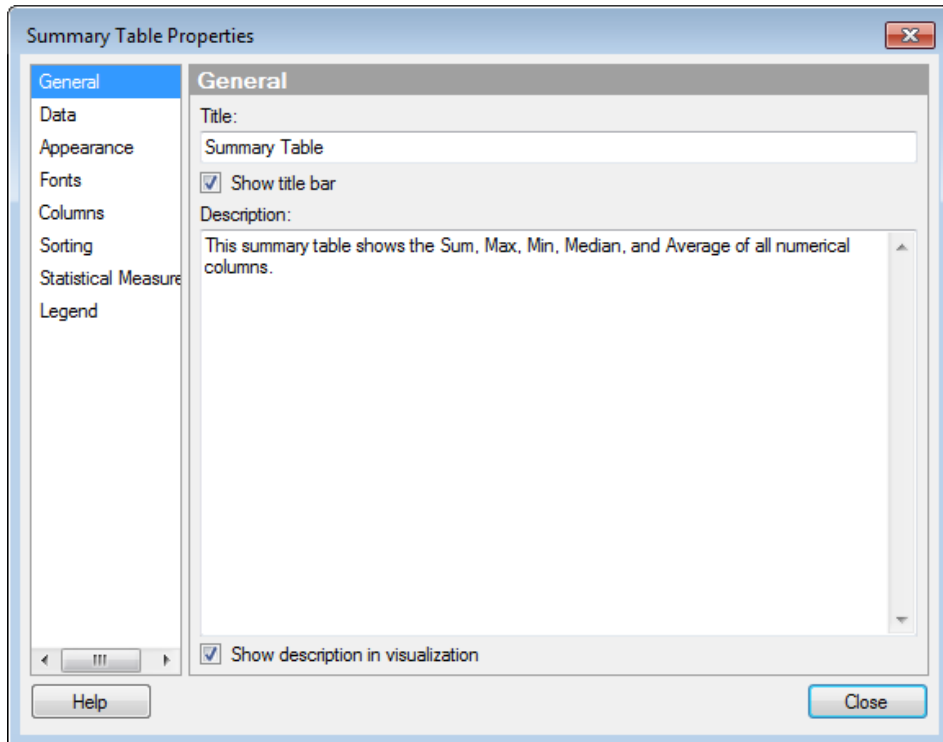 Summary Table Properties
General
Data
Appearance
Fonts
Columns
Sorting
Statistical Measure
Legend
General
Title:
Summary Table
Show title bar
Description:
This summary table shows the Sum, Max, Min, Median, and Average of all numerical
columns.
Show description in visualization
Help
Close